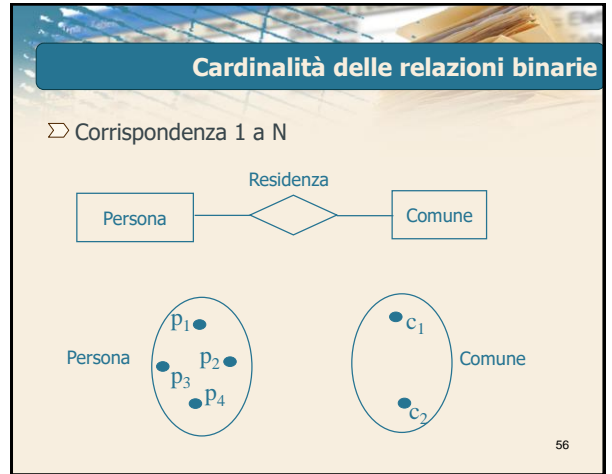 Cardinalità delle relazioni binarie
Corrispondenza 1 a N
Residenza
Persona
Comune
p1
p2
p3
p4
Persona
c1
c2
Comune
56